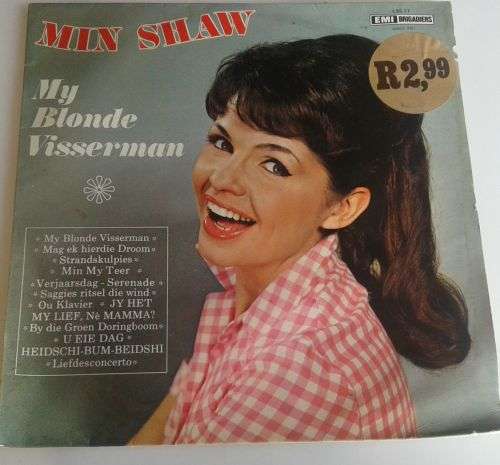 MIN SHAW
EMI BRIGADIERS
R2,99
My
Blonde
Visserman
• My Blonde Visserman •
• Mag ek hierdie Droom •
• Strandskulpies •
• Min My Teer •
• Verjaarsdag - Serenade •
• Saggies ritsel die wind •
• Ou Klavier • JY HET
MY LIEF, Nè MAMMA?
• By die Groen Doringboom •
• U EIE DAG •
HEIDSCHI-BUM-BEIDSHI
• Liefdesconcerto •